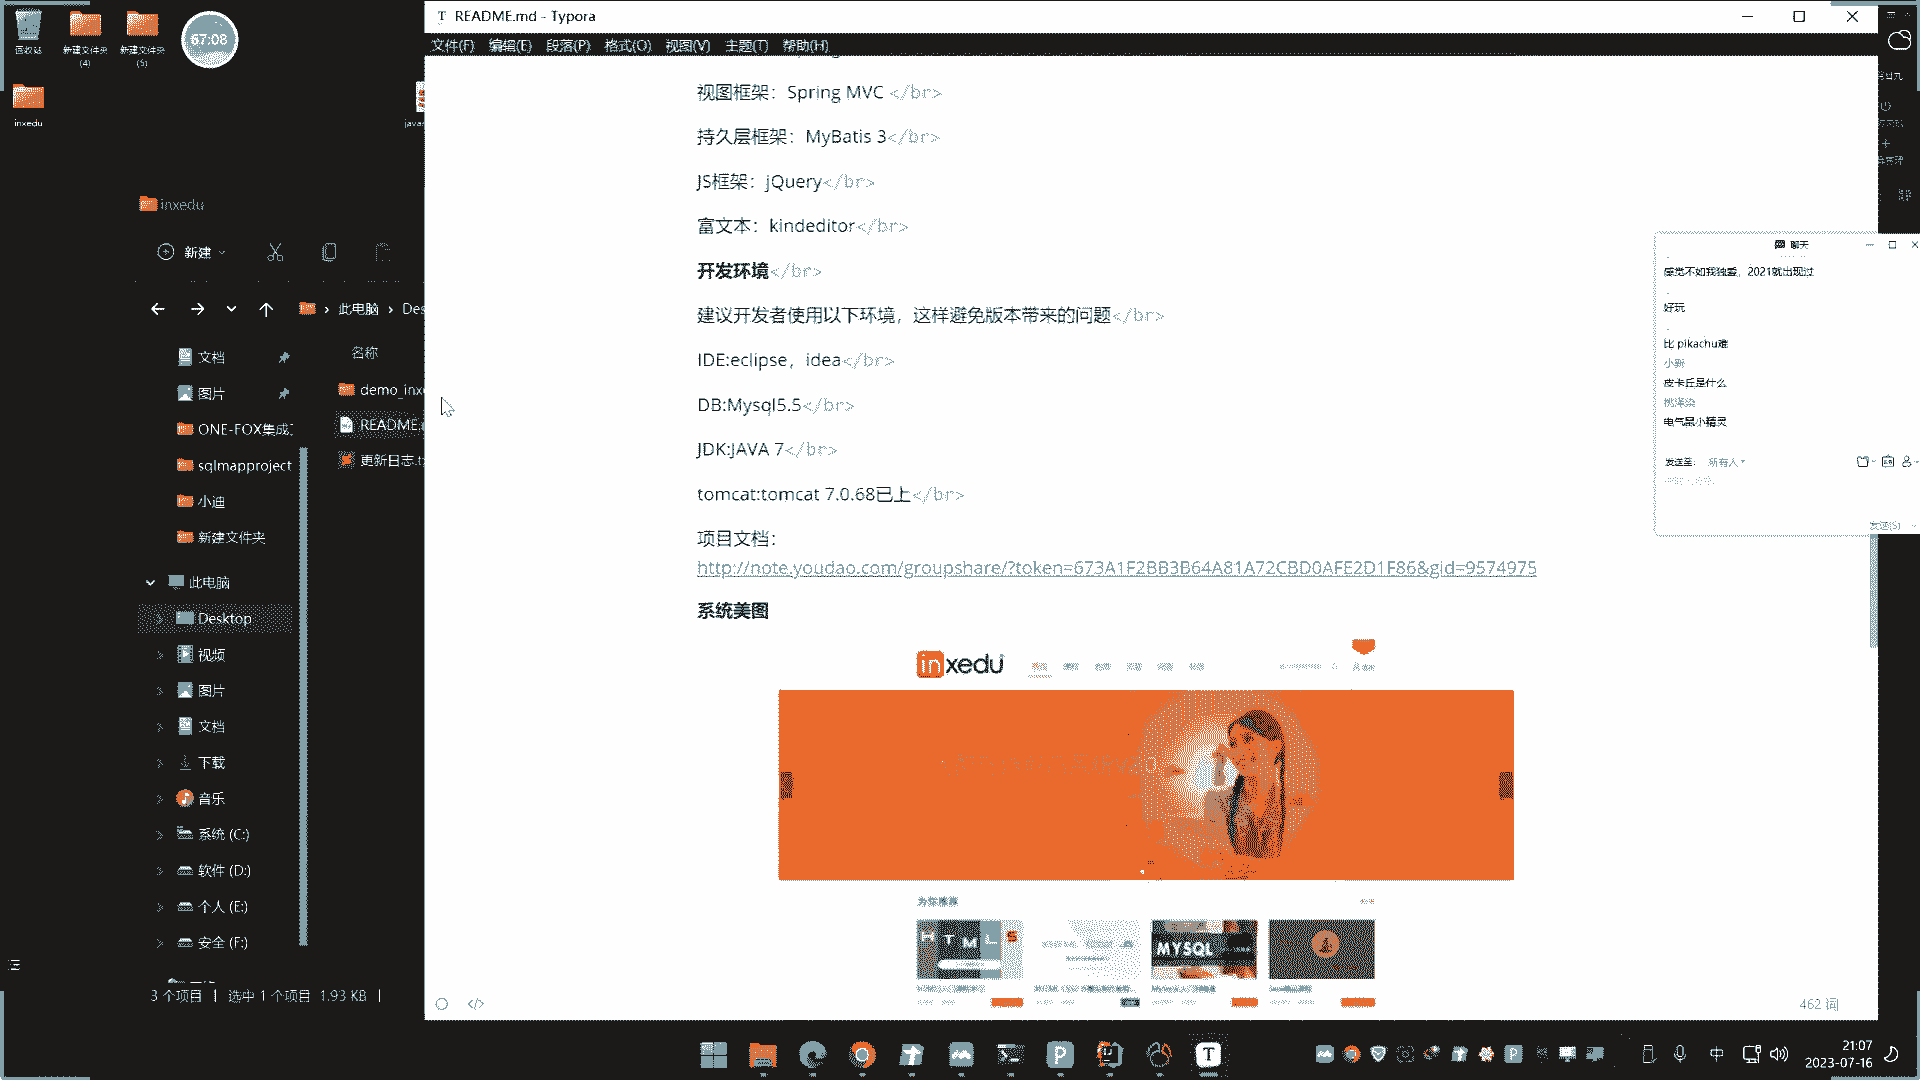 回收站
新建文件夹
(4)
新建文件夹
(5)
67:08
inxedu
inxedu
新建
此电脑
名称
文档
图片
ONE-FOX集成
sqlmapproject
小迪
新建文件夹
此电脑
Desktop
视频
图片
文档
下载
音乐
系统 (C:)
软件 (D:)
个人 (E:)
安全 (F:)
demo_inx
README.
更新日志.t
3 个项目 | 选中 1 个项目 1.93 KB |
T README.md - Typora
文件(F) 编辑(E) 段落(P) 格式(O) 视图(V) 主题(T) 帮助(H)
视图框架：Spring MVC </br>
持久层框架：MyBatis 3</br>
JS框架：jQuery</br>
富文本：kindeditor</br>
开发环境</br>
建议开发者使用以下环境，这样避免版本带来的问题</br>
IDE:eclipse，idea</br>
DB:Mysql5.5</br>
JDK:JAVA 7</br>
tomcat:tomcat 7.0.68已上</br>
项目文档：
http://note.youdao.com/groupshare/?token=673A1F2BB3B64A81A72CBD0AFE2D1F86&gid=9574975
系统美图
inxedu
为你推荐
HTML5
MYSQL
462 词
聊天
感觉不如我独爱，2021就出现过
好玩
比 pikachu难
小新
皮卡丘是什么
电气鼠小精灵
发送至： 所有人
发送(S)
中
21:07
2023-07-16